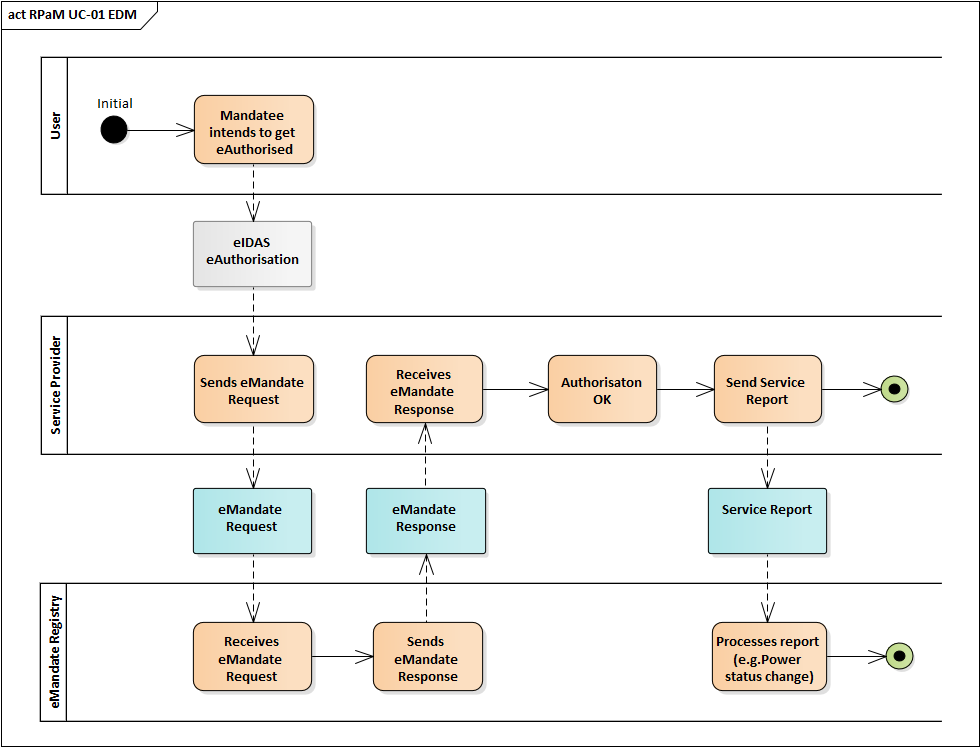 act RPaM UC-01 EDM
User
Initial
Mandatee
intends to get
eAuthorised
eIDAS
eAuthorisation
Service Provider
Sends eMandate
Request
Receives
eMandate
Response
Authorisaton
OK
Send Service
Report
eMandate
Request
eMandate
Response
Service Report
eMandate Registry
Receives
eMandate
Request
Sends
eMandate
Response
Processes report
(e.g.Power
status change)